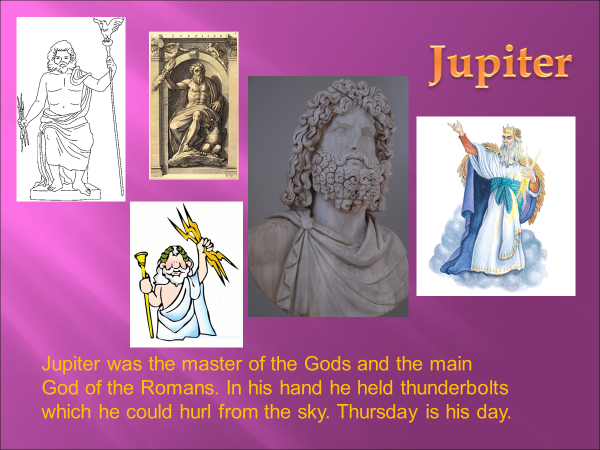 Jupiter
Jupiter was the master of the Gods and the main
God of the Romans. In his hand he held thunderbolts
which he could hurl from the sky. Thursday is his day.